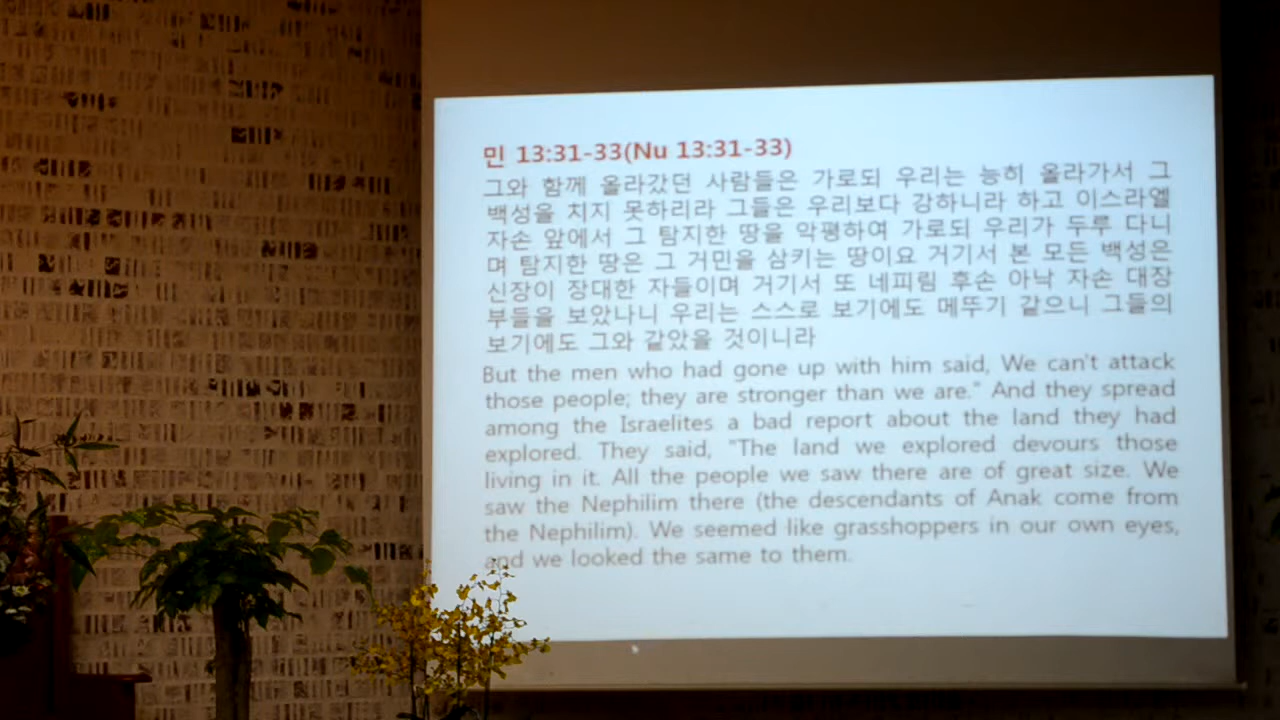 민 13:31-33(Nu 13:31-33)
그와 함께 올라갔던 사람들은 가로되 우리는 능히 올라가서 그
백성을 치지 못하리라 그들은 우리보다 강하니라 하고 이스라엘
자손 앞에서 그 탐지한 땅을 악평하여 가로되 우리가 두루 다니
며 탐지한 땅은 그 거민을 삼키는 땅이요 거기서 본 모든 백성은
신장이 장대한 자들이며 거기서 또 네피림 후손 아낙 자손 대장
부들을 보았나니 우리는 스스로 보기에도 메뚜기 같으니 그들의
보기에도 그와 같았을 것이니라
But the men who had gone up with him said, We can't attack
those people; they are stronger than we are." And they spread
among the Israelites a bad report about the land they had
explored. They said, "The land we explored devours those
living in it. All the people we saw there are of great size. We
saw the Nephilim there (the descendants of Anak come from
the Nephilim). We seemed like grasshoppers in our own eyes,
and we looked the same to them.